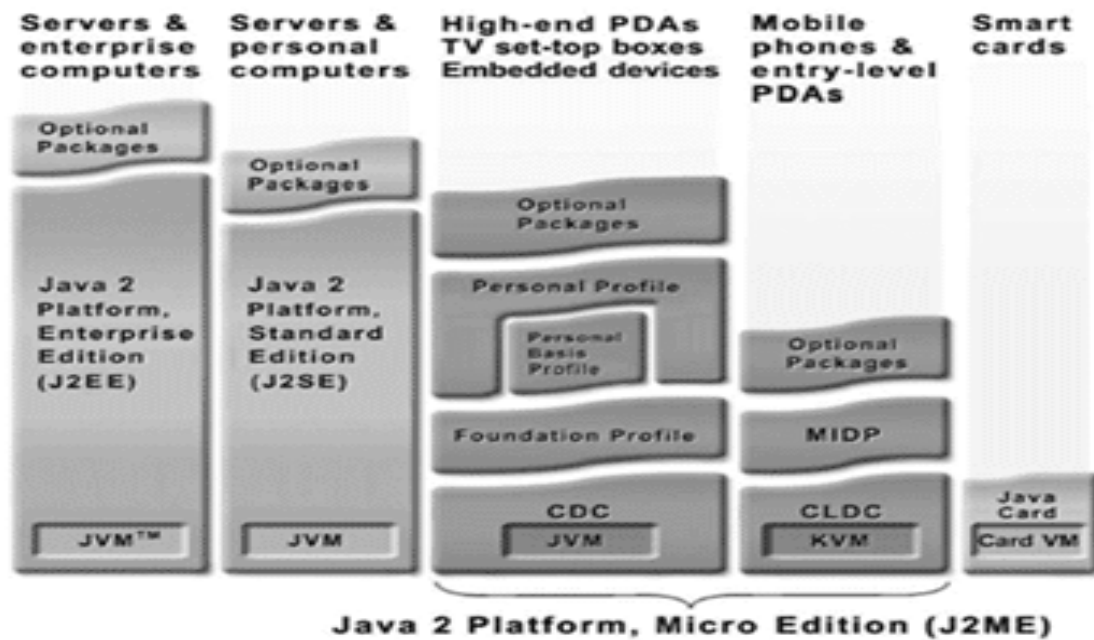 Servers &
enterprise
computers
Servers &
personal
computers
High-end PDAs
TV set-top boxes
Embedded devices
Mobile
phones &
entry-level
PDAs
Smart
cards
Optional
Packages
Java 2
Platform,
Enterprise
Edition
(J2EE)
JVM™
Optional
Packages
Java 2
Platform,
Standard
Edition
(J2SE)
JVM
Optional
Packages
Personal Profile
Personal
Basis
Profile
Foundation Profile
CDC
JVM
Optional
Packages
MIDP
CLDC
KVM
Java
Card
Card VM
Java 2 Platform, Micro Edition (J2ME)